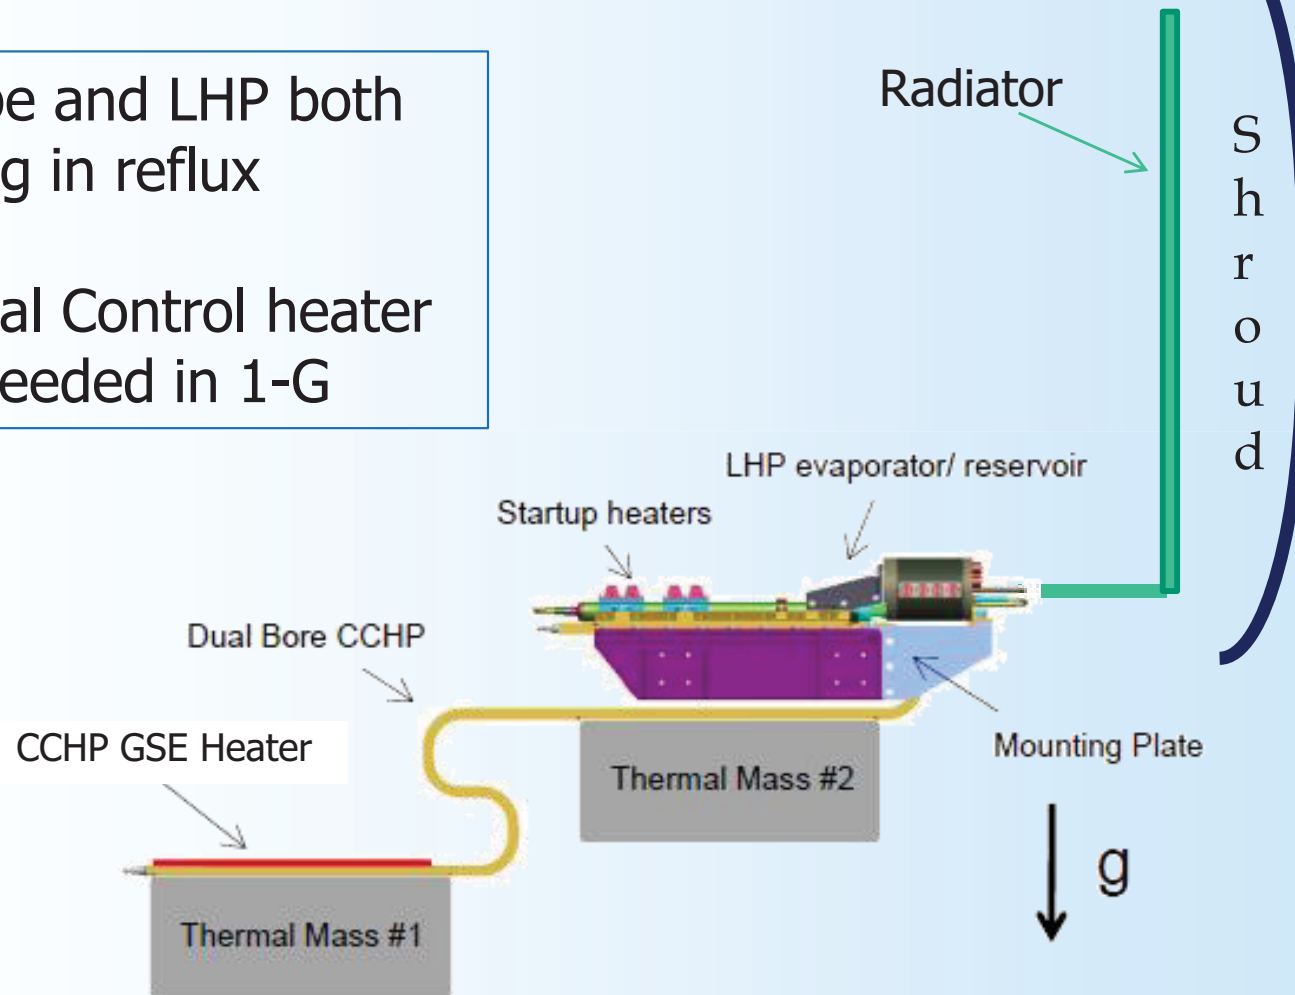 pe and LHP both
g in reflux
al Control heater
eeded in 1-G
Radiator
S
h
r
o
u
d
LHP evaporator/ reservoir
Startup heaters
Dual Bore CCHP
CCHP GSE Heater
Mounting Plate
Thermal Mass #2
g
Thermal Mass #1